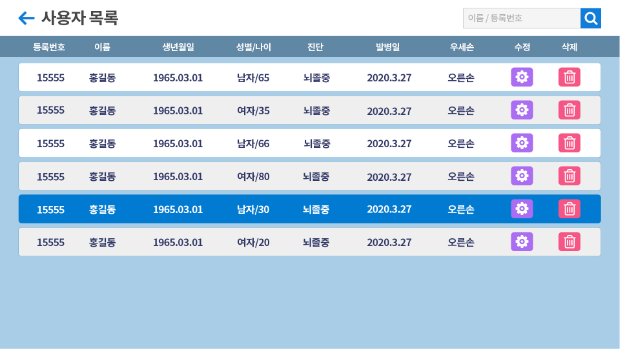 사용자 목록
이름 / 등록번호
등록번호 이름 생년월일 성별/나이 진단 발병일 우세손 수정 삭제
15555 홍길동 1965.03.01 남자/65 뇌졸중 2020.3.27 오른손
15555 홍길동 1965.03.01 여자/35 뇌졸중 2020.3.27 오른손
15555 홍길동 1965.03.01 남자/66 뇌졸중 2020.3.27 오른손
15555 홍길동 1965.03.01 여자/80 뇌졸중 2020.3.27 오른손
15555 홍길동 1965.03.01 남자/30 뇌졸중 2020.3.27 오른손
15555 홍길동 1965.03.01 여자/20 뇌졸중 2020.3.27 오른손